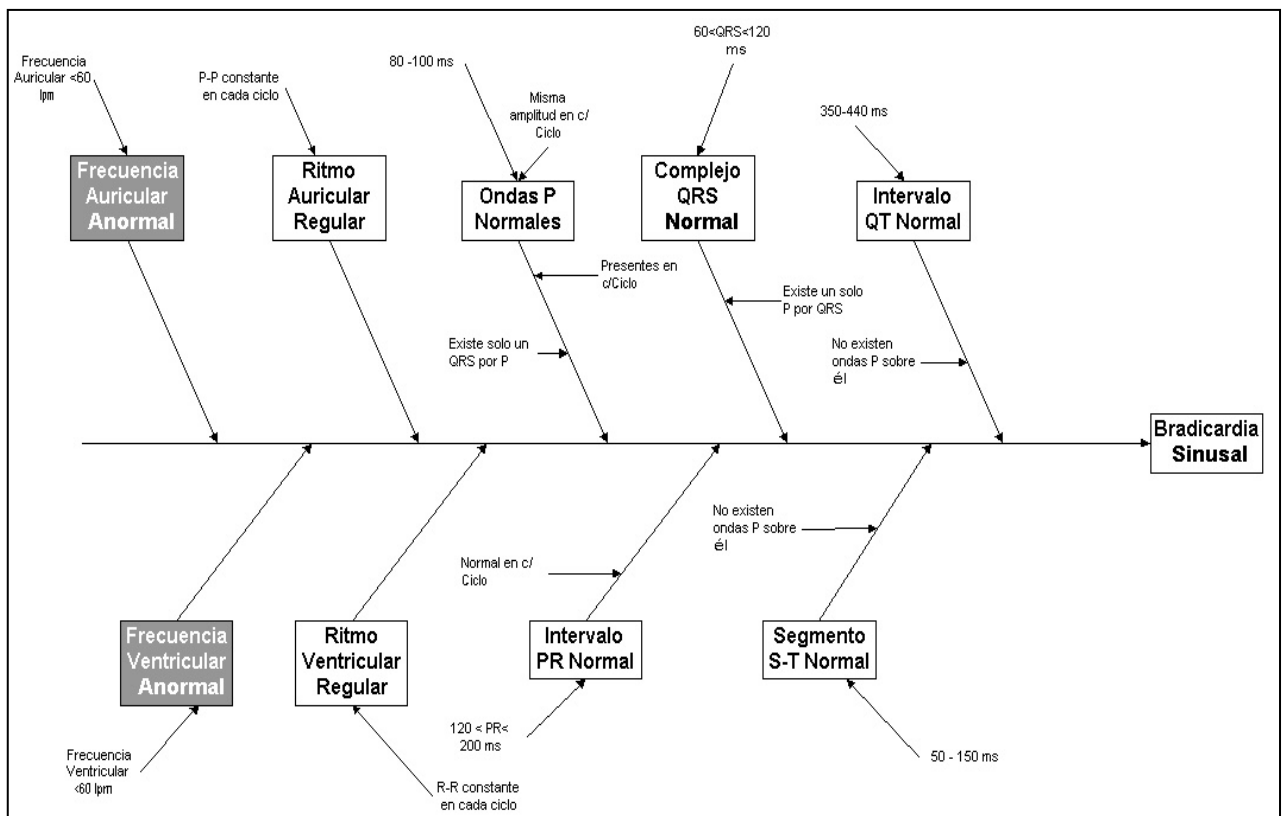 Frecuencia
Auricular <60
lpm
P-P constante
en cada ciclo
80 -100 ms
Misma
amplitud en c/
Ciclo
60<QRS<120
ms
350-440 ms
Frecuencia
Auricular
Anormal
Ritmo
Auricular
Regular
Ondas P
Normales
Complejo
QRS
Normal
Intervalo
QT Normal
Presentes en
c/Ciclo
Existe un solo
P por QRS
Existe solo un
QRS por P
No existen
ondas P sobre
él
Bradicardia
Sinusal
No existen
ondas P sobre
él
Normal en c/
Ciclo
Frecuencia
Ventricular
Anormal
Ritmo
Ventricular
Regular
Intervalo
PR Normal
Segmento
S-T Normal
Frecuencia
Ventricular
<60 lpm
R-R constante
en cada ciclo
120 < PR<
200 ms
50 - 150 ms